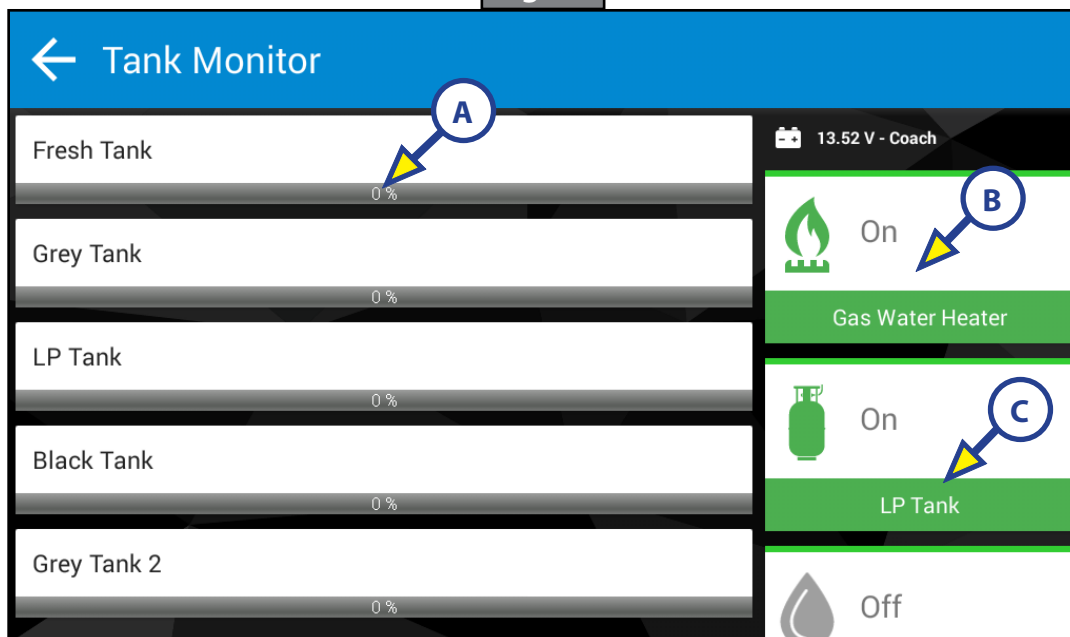 Tank Monitor
A
Fresh Tank
0 %
Grey Tank
0 %
LP Tank
0 %
Black Tank
0 %
Grey Tank 2
0 %
13.52 V - Coach
B
On
Gas Water Heater
C
On
LP Tank
Off